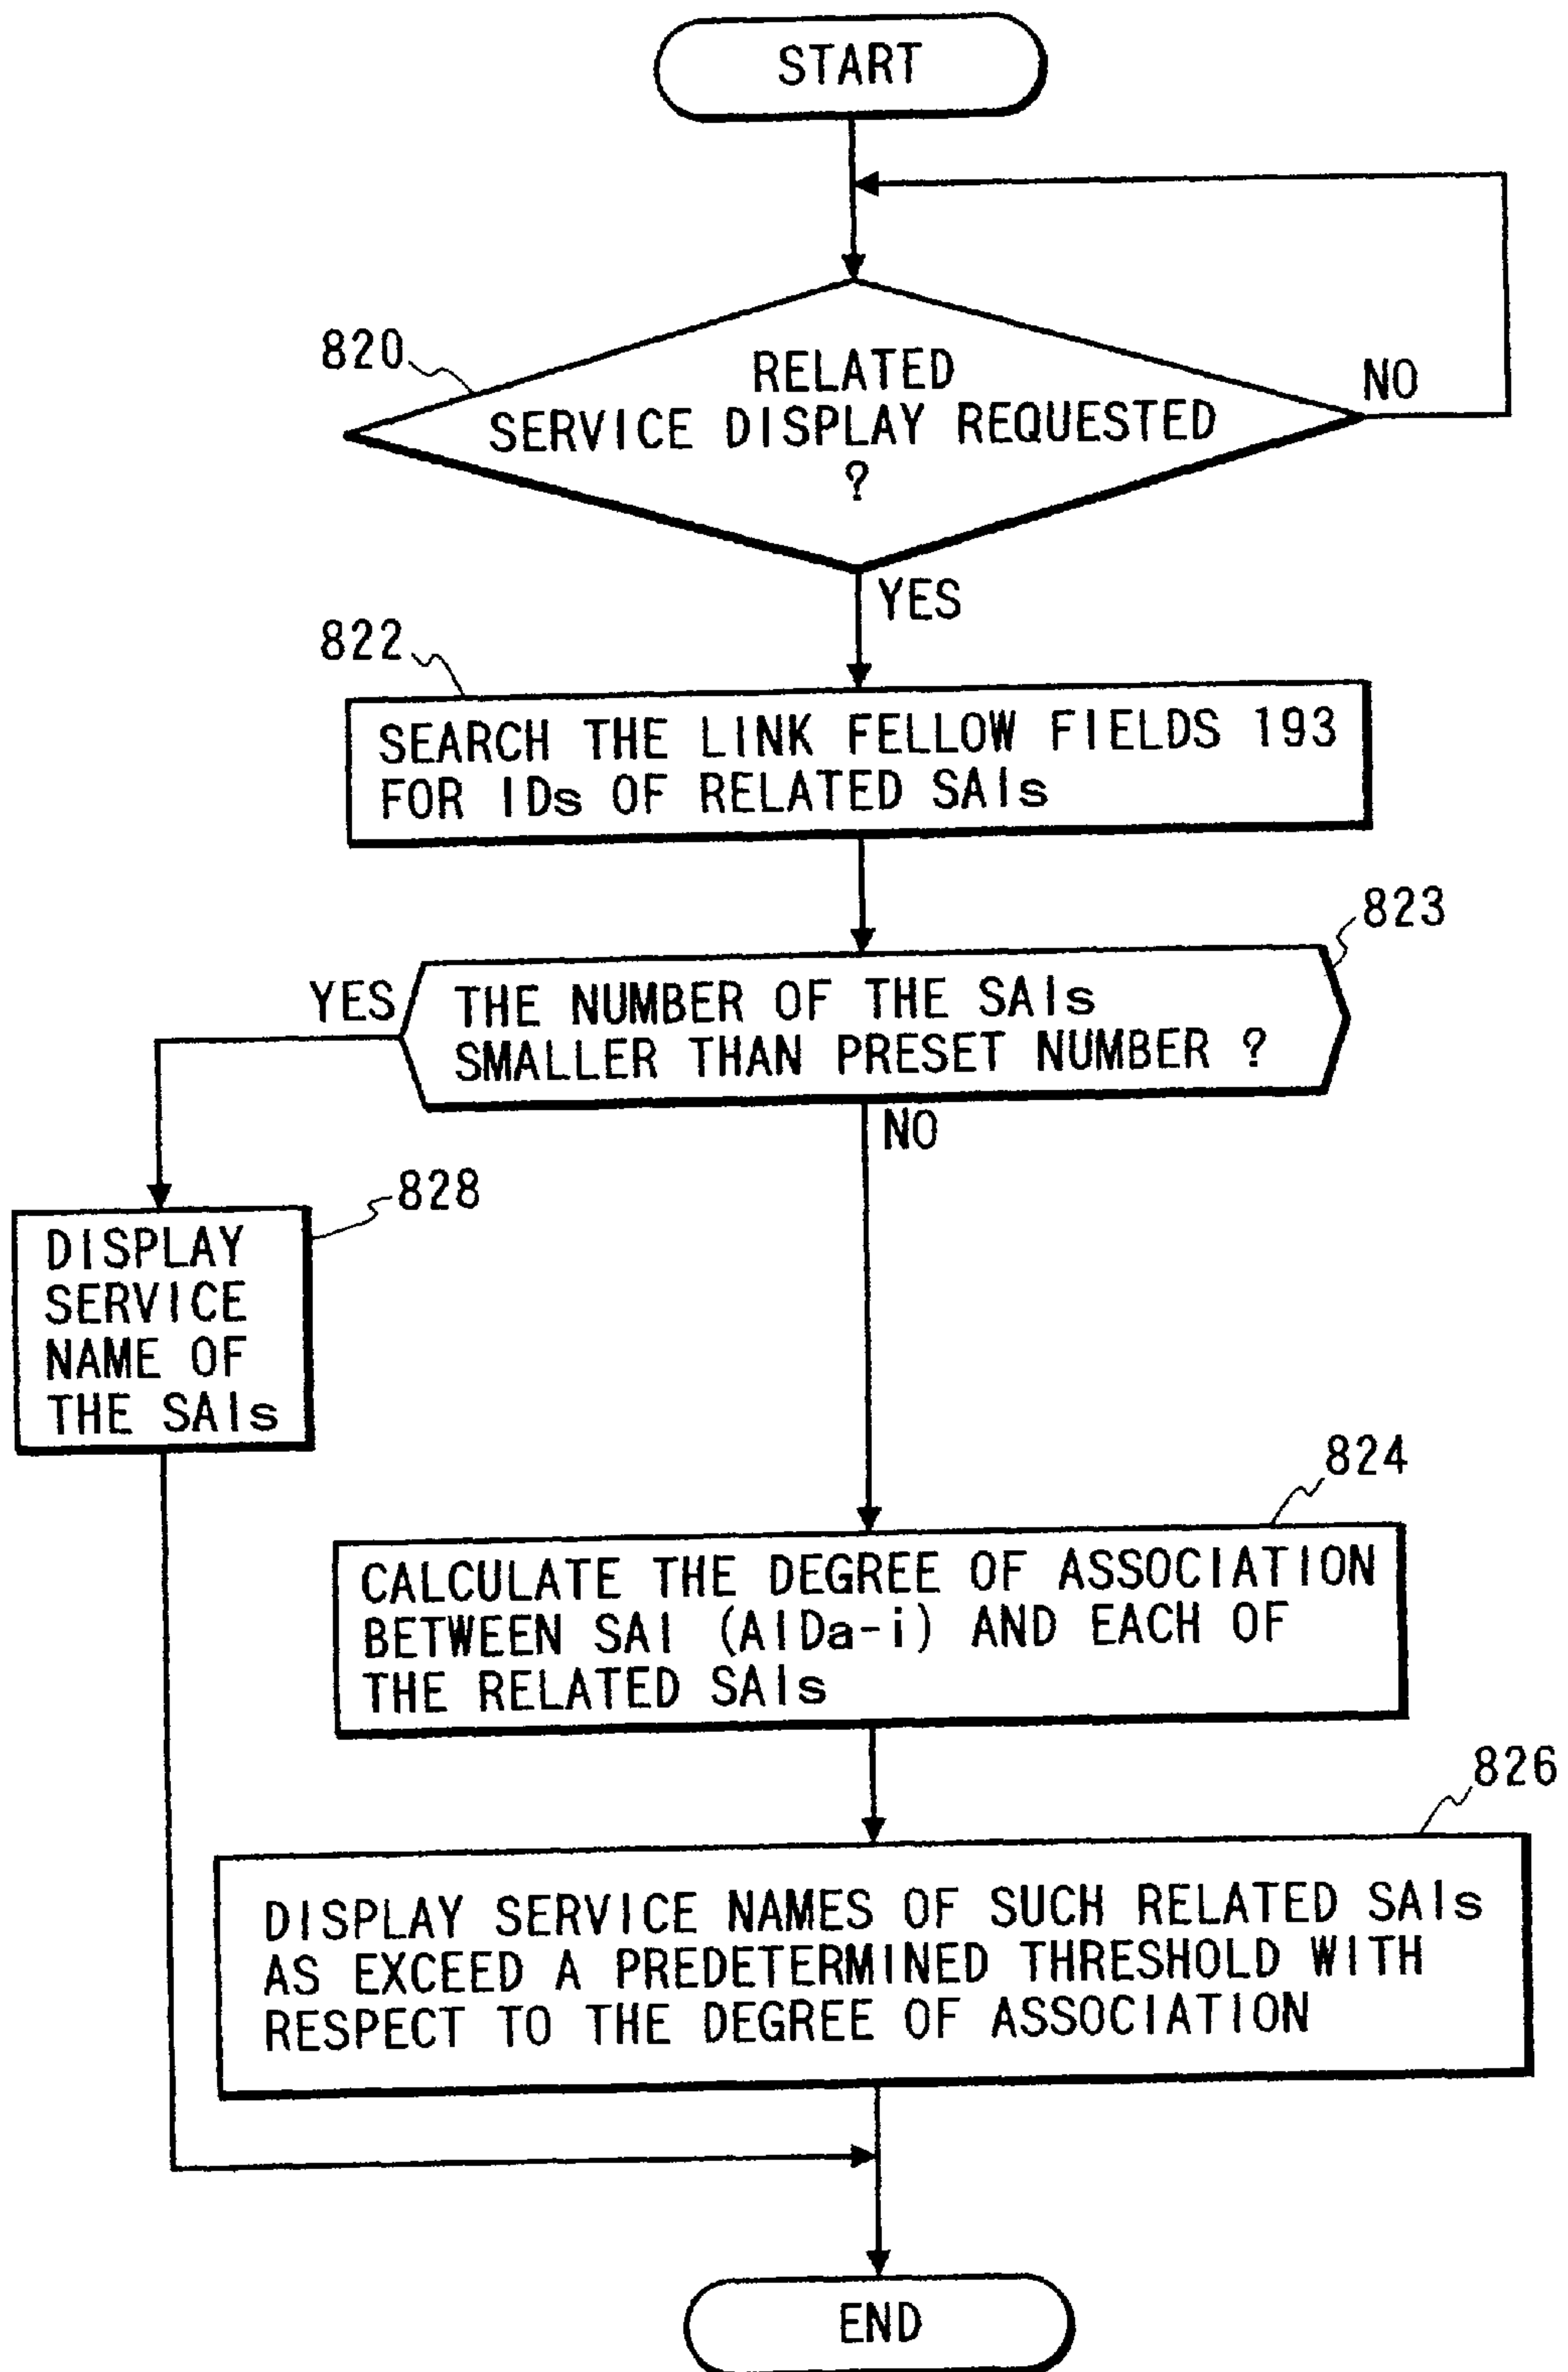 START
820
RELATED
SERVICE DISPLAY REQUESTED
?
NO
YES
822
SEARCH THE LINK FELLOW FIELDS 193
FOR IDs OF RELATED SAIs
823
YES
THE NUMBER OF THE SAIs
SMALLER THAN PRESET NUMBER ?
NO
828
DISPLAY
SERVICE
NAME OF
THE SAIs
824
CALCULATE THE DEGREE OF ASSOCIATION
BETWEEN SAI (AIDa-i) AND EACH OF
THE RELATED SAIs
826
DISPLAY SERVICE NAMES OF SUCH RELATED SAIs
AS EXCEED A PREDETERMINED THRESHOLD WITH
RESPECT TO THE DEGREE OF ASSOCIATION
END